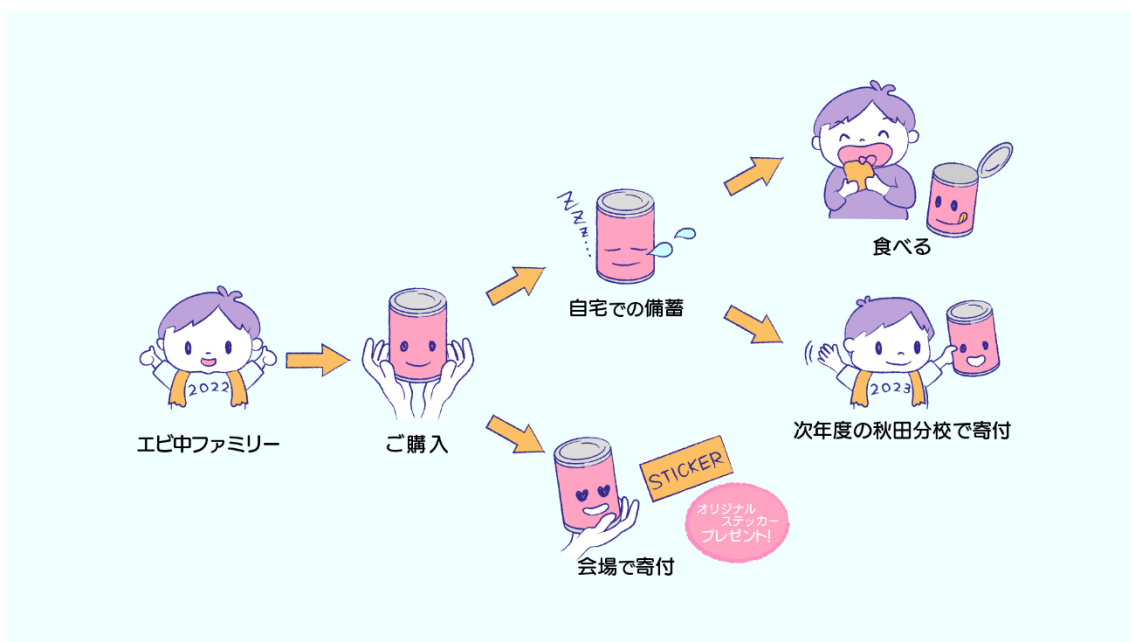 食べる
ZZZz...
自宅での備蓄
2022
2023
エビ中ファミリー
ご購入
次年度の秋田分校で寄付
STICKER
オリジナル
ステッカー
プレゼント!
会場で寄付